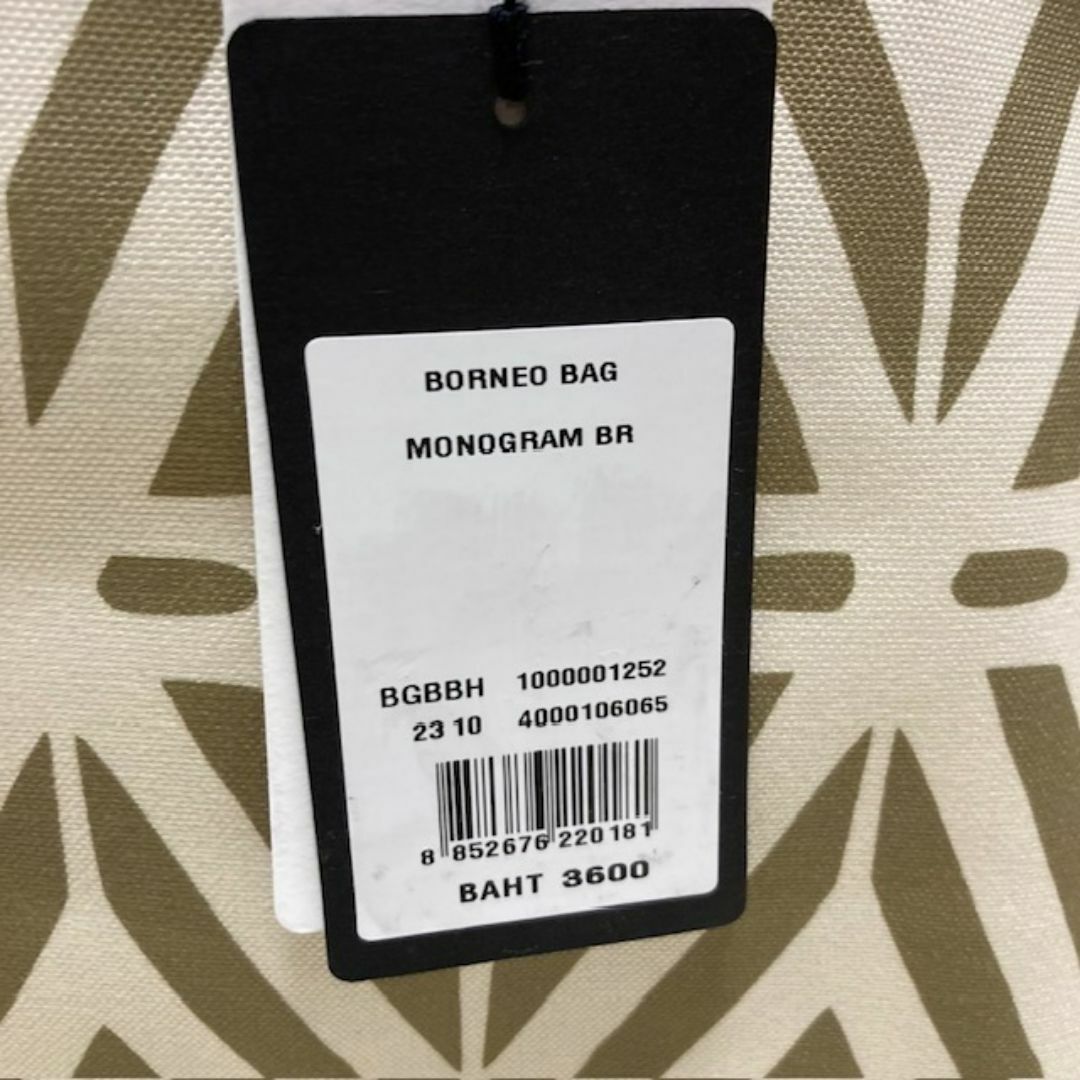 BORNEO BAG
MONOGRAM BR
BGBBH 1000001252
23 10 4000106065
8 852676 220181
BAHT 3600